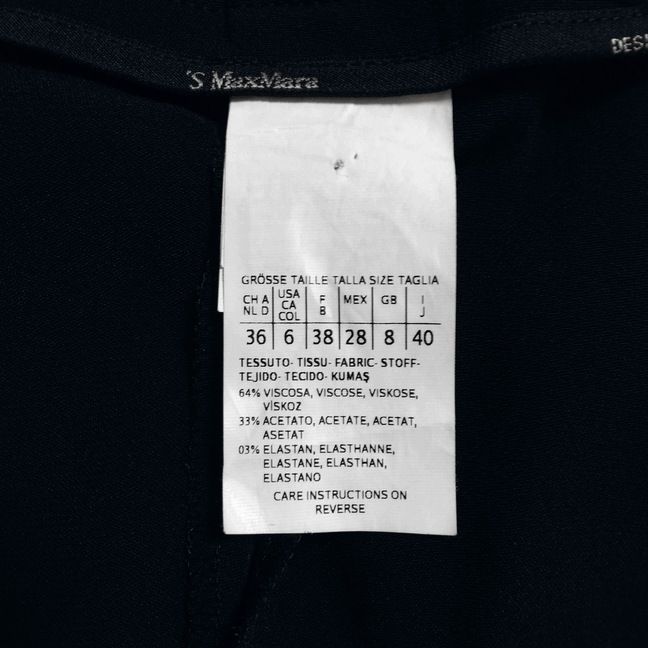 'S MaxMara
GRÖSSE TAILLE TALLA SIZE TAGLIA
CH A NL D | USA CA COL | F B | MEX | GB | I J
36 | 6 | 38 | 28 | 8 | 40
TESSUTO- TISSU- FABRIC- STOFF-
TEJIDO- TECIDO- KUMAŞ
64% VISCOSA, VISCOSE, VISKOSE,
VİSKOZ
33% ACETATO, ACETATE, ACETAT,
ASETAT
03% ELASTAN, ELASTHANNE,
ELASTANE, ELASTHAN,
ELASTANO
CARE INSTRUCTIONS ON
REVERSE